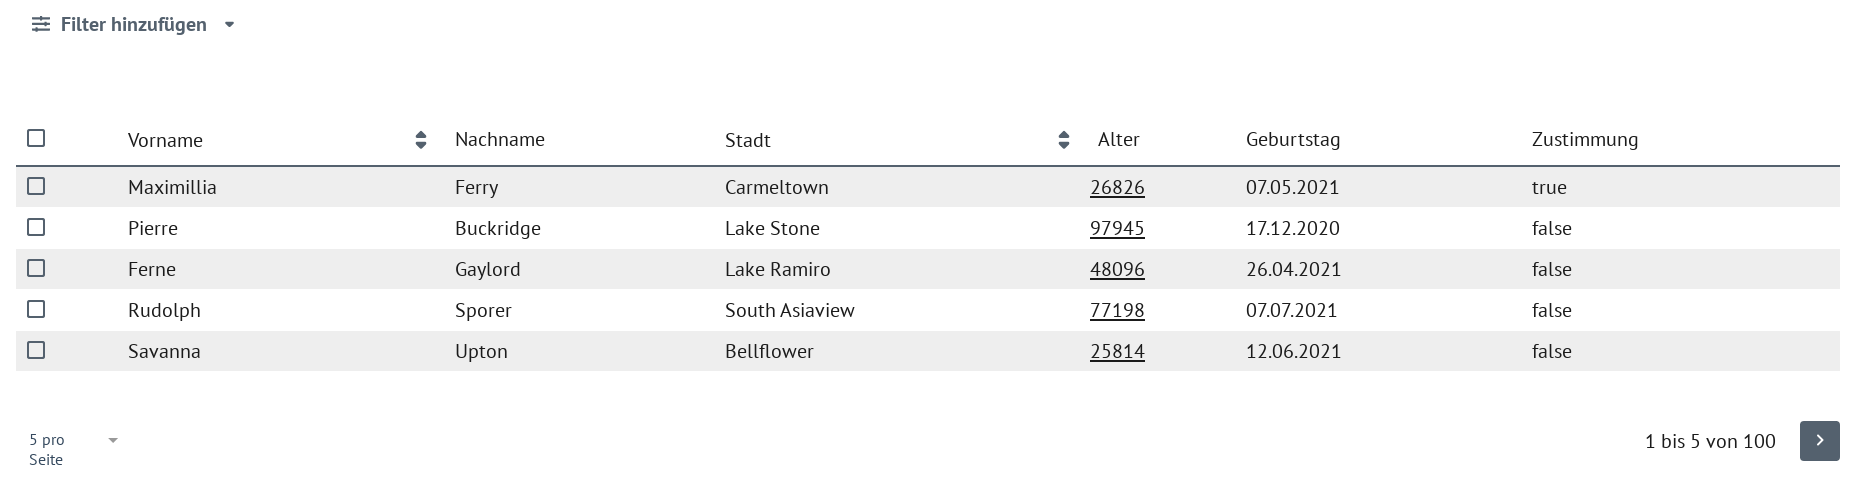 Filter hinzufügen
Vorname Nachname Stadt Alter Geburtstag Zustimmung
Maximillia Ferry Carmeltown 26826 07.05.2021 true
Pierre Buckridge Lake Stone 97945 17.12.2020 false
Ferne Gaylord Lake Ramiro 48096 26.04.2021 false
Rudolph Sporer South Asiaview 77198 07.07.2021 false
Savanna Upton Bellflower 25814 12.06.2021 false
5 pro
Seite
1 bis 5 von 100